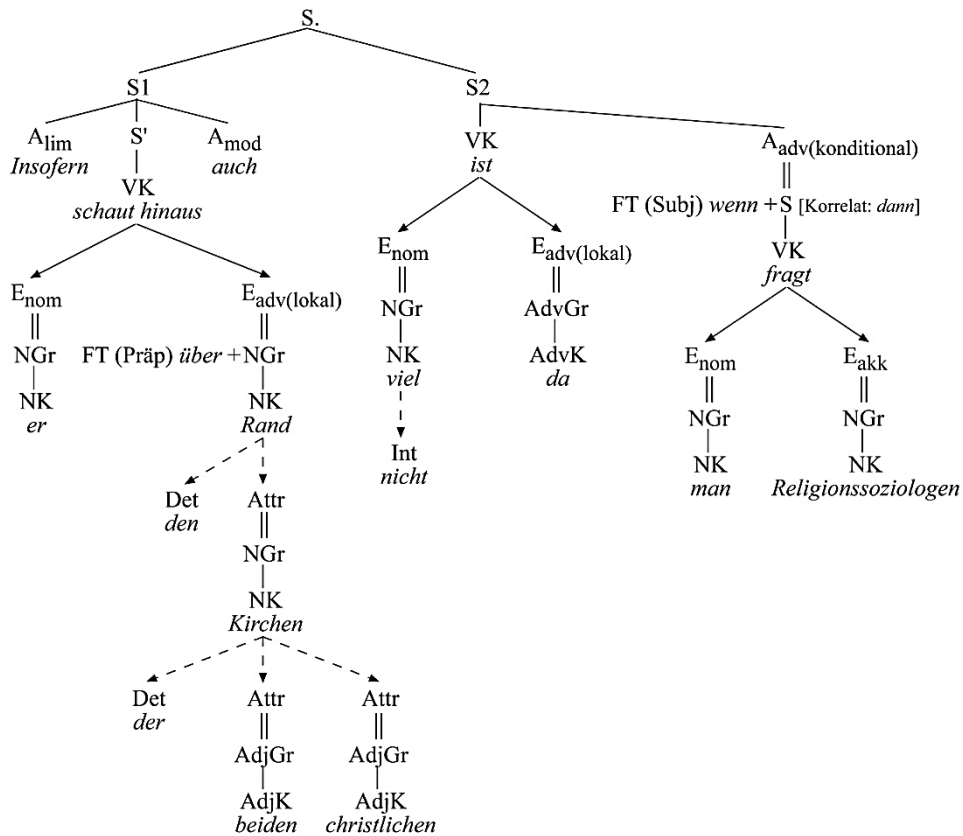 S.
S1 S2
Alim S' Amod
Insofern auch
VK
schaut hinaus
VK
ist
Aadv(konditional)
FT (Subj) wenn + S [Korrelat: dann]
VK
fragt
Enom Eadv(lokal)
NGr FT (Präp) über + NGr
NK NK
er Rand
Enom Eadv(lokal)
NGr AdvGr
NK AdvK
viel da
Int
nicht
Enom Eakk
NGr NGr
NK NK
man Religionssoziologen
Det Attr
den
NGr
NK
Kirchen
Det Attr Attr
der
AdjGr AdjGr
AdjK AdjK
beiden christlichen